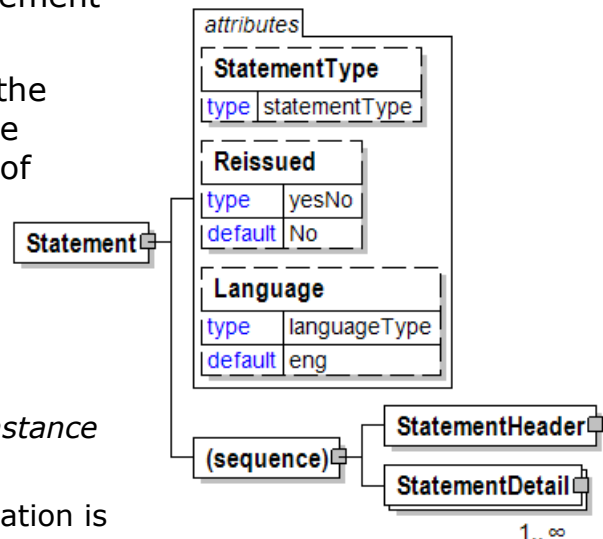 ement
the
e
of
nstance
ation is
attributes
StatementType
type statementType
Reissued
type yesNo
default No
Statement
Language
type languageType
default eng
(sequence)
StatementHeader
StatementDetail
1..∞